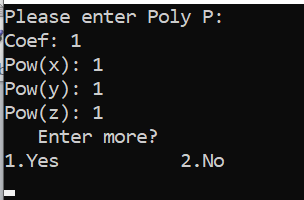 Please enter Poly P:
Coef: 1
Pow(x): 1
Pow(y): 1
Pow(z): 1
Enter more?
1.Yes 2.No